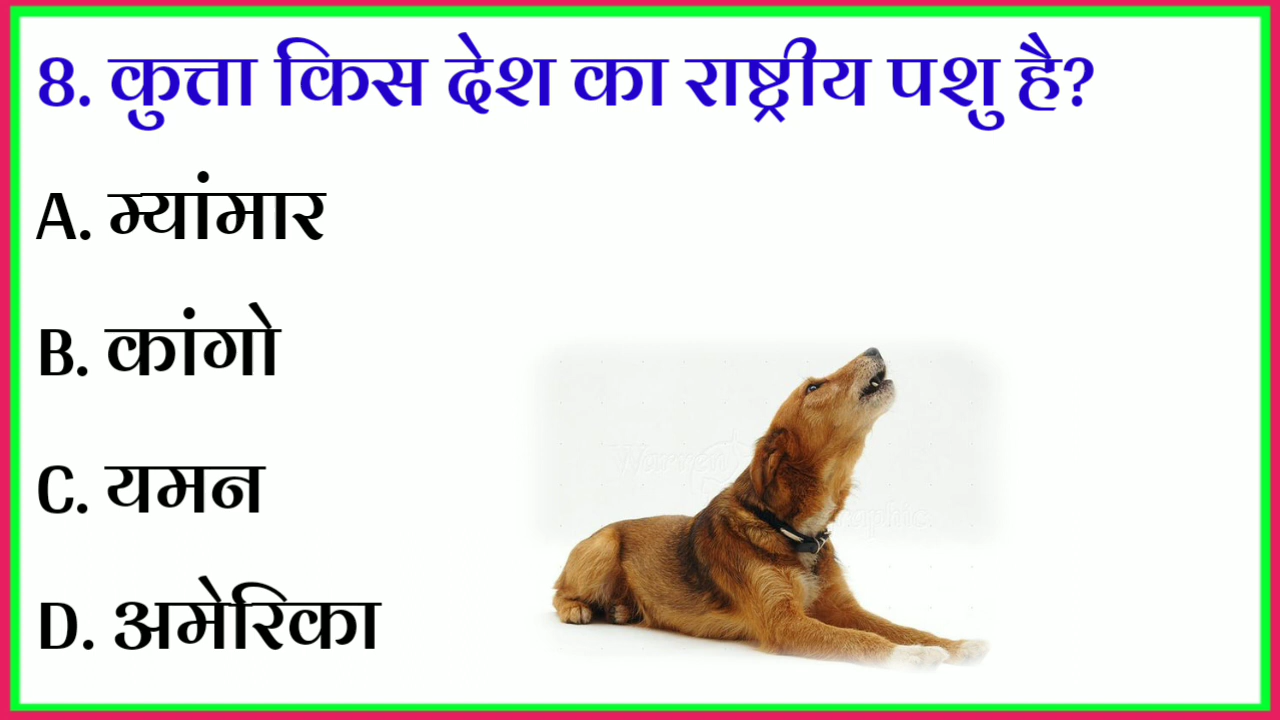 8. कुत्ता किस देश का राष्ट्रीय पशु है?
A. म्यांमार
B. कांगो
C. यमन
D. अमेरिका